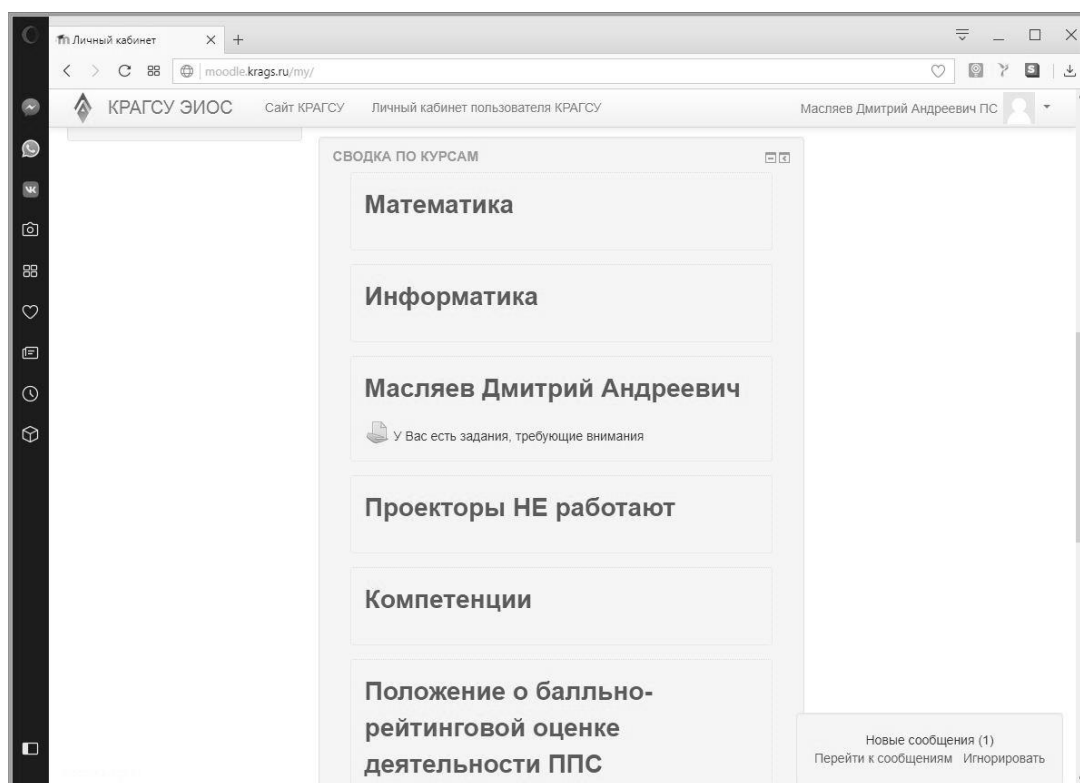 Личный кабинет
moodle.krags.ru/my/
КРАГСУ ЭИОС Сайт КРАГСУ Личный кабинет пользователя КРАГСУ Масляев Дмитрий Андреевич ПС
СВОДКА ПО КУРСАМ
Математика
Информатика
Масляев Дмитрий Андреевич
У Вас есть задания, требующие внимания
Проекторы НЕ работают
Компетенции
Положение о балльно-
рейтинговой оценке
деятельности ППС
Новые сообщения (1)
Перейти к сообщениям Игнорировать